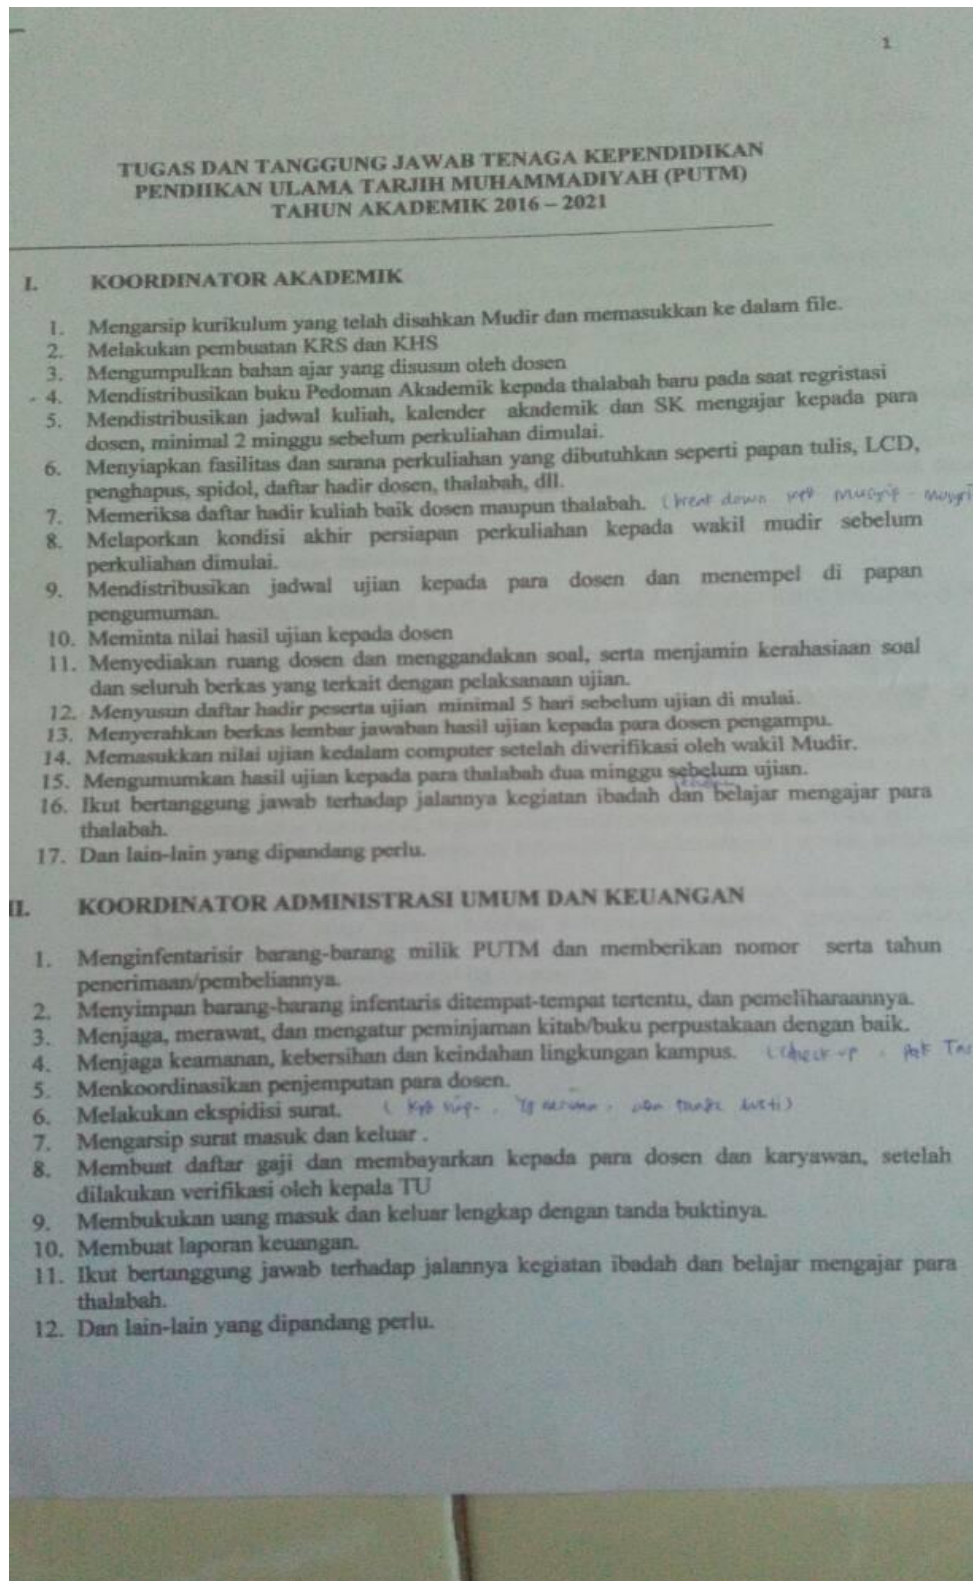 1
TUGAS DAN TANGGUNG JAWAB TENAGA KEPENDIDIKAN
PENDIIKAN ULAMA TARJIH MUHAMMADIYAH (PUTM)
TAHUN AKADEMIK 2016 – 2021
I. KOORDINATOR AKADEMIK
1. Mengarsip kurikulum yang telah disahkan Mudir dan memasukkan ke dalam file.
2. Melakukan pembuatan KRS dan KHS
3. Mengumpulkan bahan ajar yang disusun oleh dosen
- 4. Mendistribusikan buku Pedoman Akademik kepada thalabah baru pada saat regristasi
5. Mendistribusikan jadwal kuliah, kalender akademik dan SK mengajar kepada para
dosen, minimal 2 minggu sebelum perkuliahan dimulai.
6. Menyiapkan fasilitas dan sarana perkuliahan yang dibutuhkan seperti papan tulis, LCD,
penghapus, spidol, daftar hadir dosen, thalabah, dll.
7. Memeriksa daftar hadir kuliah baik dosen maupun thalabah. down
8. Melaporkan kondisi akhir persiapan perkuliahan kepada wakil mudir sebelum
perkuliahan dimulai.
9. Mendistribusikan jadwal ujian kepada para dosen dan menempel di papan
pengumuman.
10. Meminta nilai hasil ujian kepada dosen
11. Menyediakan ruang dosen dan menggandakan soal, serta menjamin kerahasiaan soal
dan seluruh berkas yang terkait dengan pelaksanaan ujian.
12. Menyusun daftar hadir peserta ujian minimal 5 hari sebelum ujian di mulai.
13. Menyerahkan berkas lembar jawaban hasil ujian kepada para dosen pengampu.
14. Memasukkan nilai ujian kedalam computer setelah diverifikasi oleh wakil Mudir.
15. Mengumumkan hasil ujian kepada para thalabah dua minggu sebelum ujian.
16. Ikut bertanggung jawab terhadap jalannya kegiatan ibadah dan belajar mengajar para
thalabah.
17. Dan lain-lain yang dipandang perlu.
II. KOORDINATOR ADMINISTRASI UMUM DAN KEUANGAN
1. Menginfentarisir barang-barang milik PUTM dan memberikan nomor serta tahun
penerimaan/pembeliannya.
2. Menyimpan barang-barang infentaris ditempat-tempat tertentu, dan pemeliharaannya.
3. Menjaga, merawat, dan mengatur peminjaman kitab/buku perpustakaan dengan baik.
4. Menjaga keamanan, kebersihan dan keindahan lingkungan kampus.
5. Menkoordinasikan penjemputan para dosen.
6. Melakukan ekspidisi surat.
7. Mengarsip surat masuk dan keluar .
8. Membuat daftar gaji dan membayarkan kepada para dosen dan karyawan, setelah
dilakukan verifikasi oleh kepala TU
9. Membukukan uang masuk dan keluar lengkap dengan tanda buktinya.
10. Membuat laporan keuangan.
11. Ikut bertanggung jawab terhadap jalannya kegiatan ibadah dan belajar mengajar para
thalabah.
12. Dan lain-lain yang dipandang perlu.